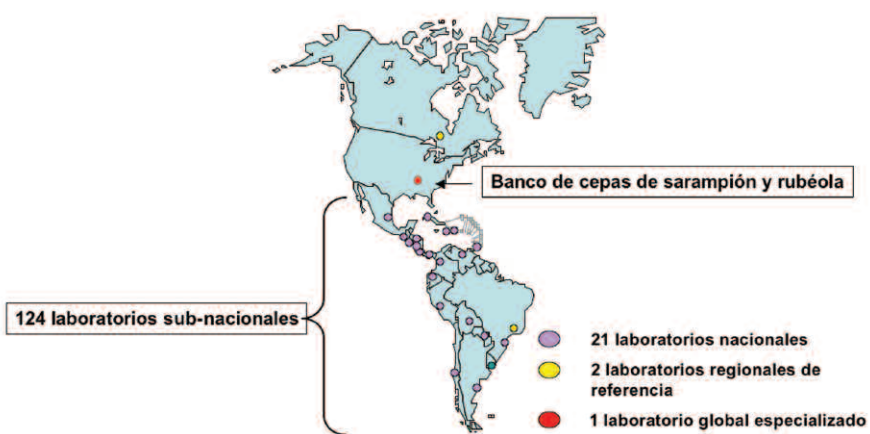 Banco de cepas de sarampión y rubéola
124 laboratorios sub-nacionales
21 laboratorios nacionales
2 laboratorios regionales de
referencia
1 laboratorio global especializado